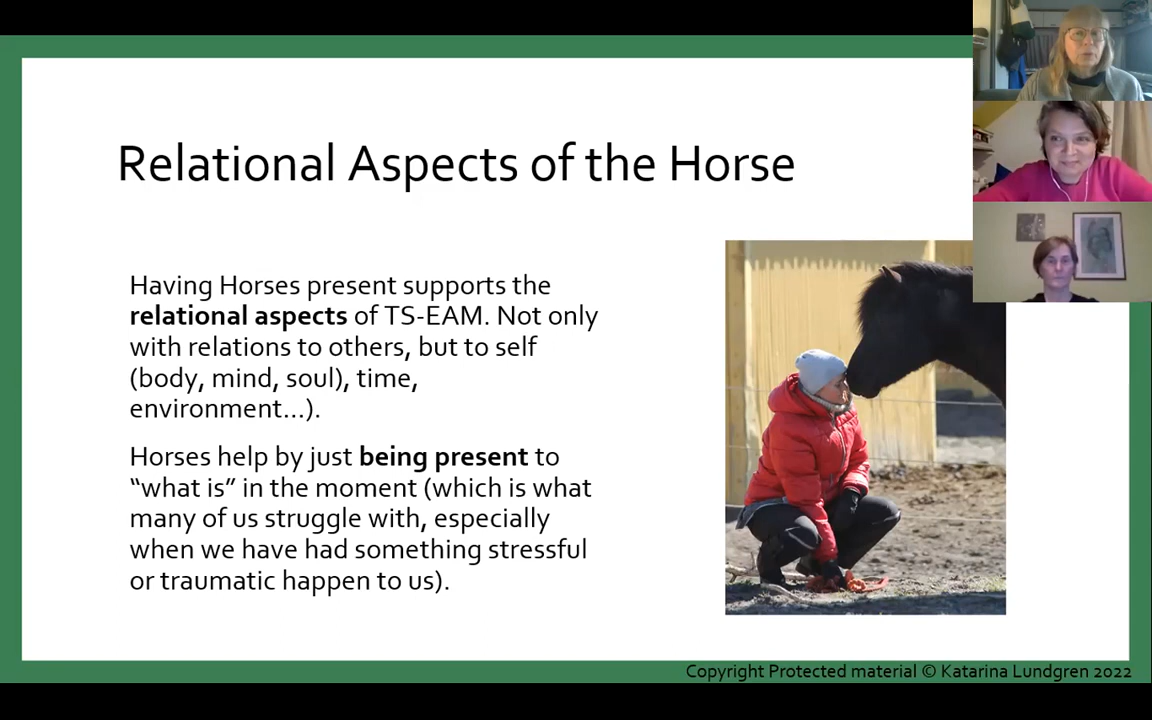 Relational Aspects of the Horse
Having Horses present supports the
relational aspects of TS-EAM. Not only
with relations to others, but to self
(body, mind, soul), time,
environment...).
Horses help by just being present to
“what is” in the moment (which is what
many of us struggle with, especially
when we have had something stressful
or traumatic happen to us).
Copyright Protected material © Katarina Lundgren 2022